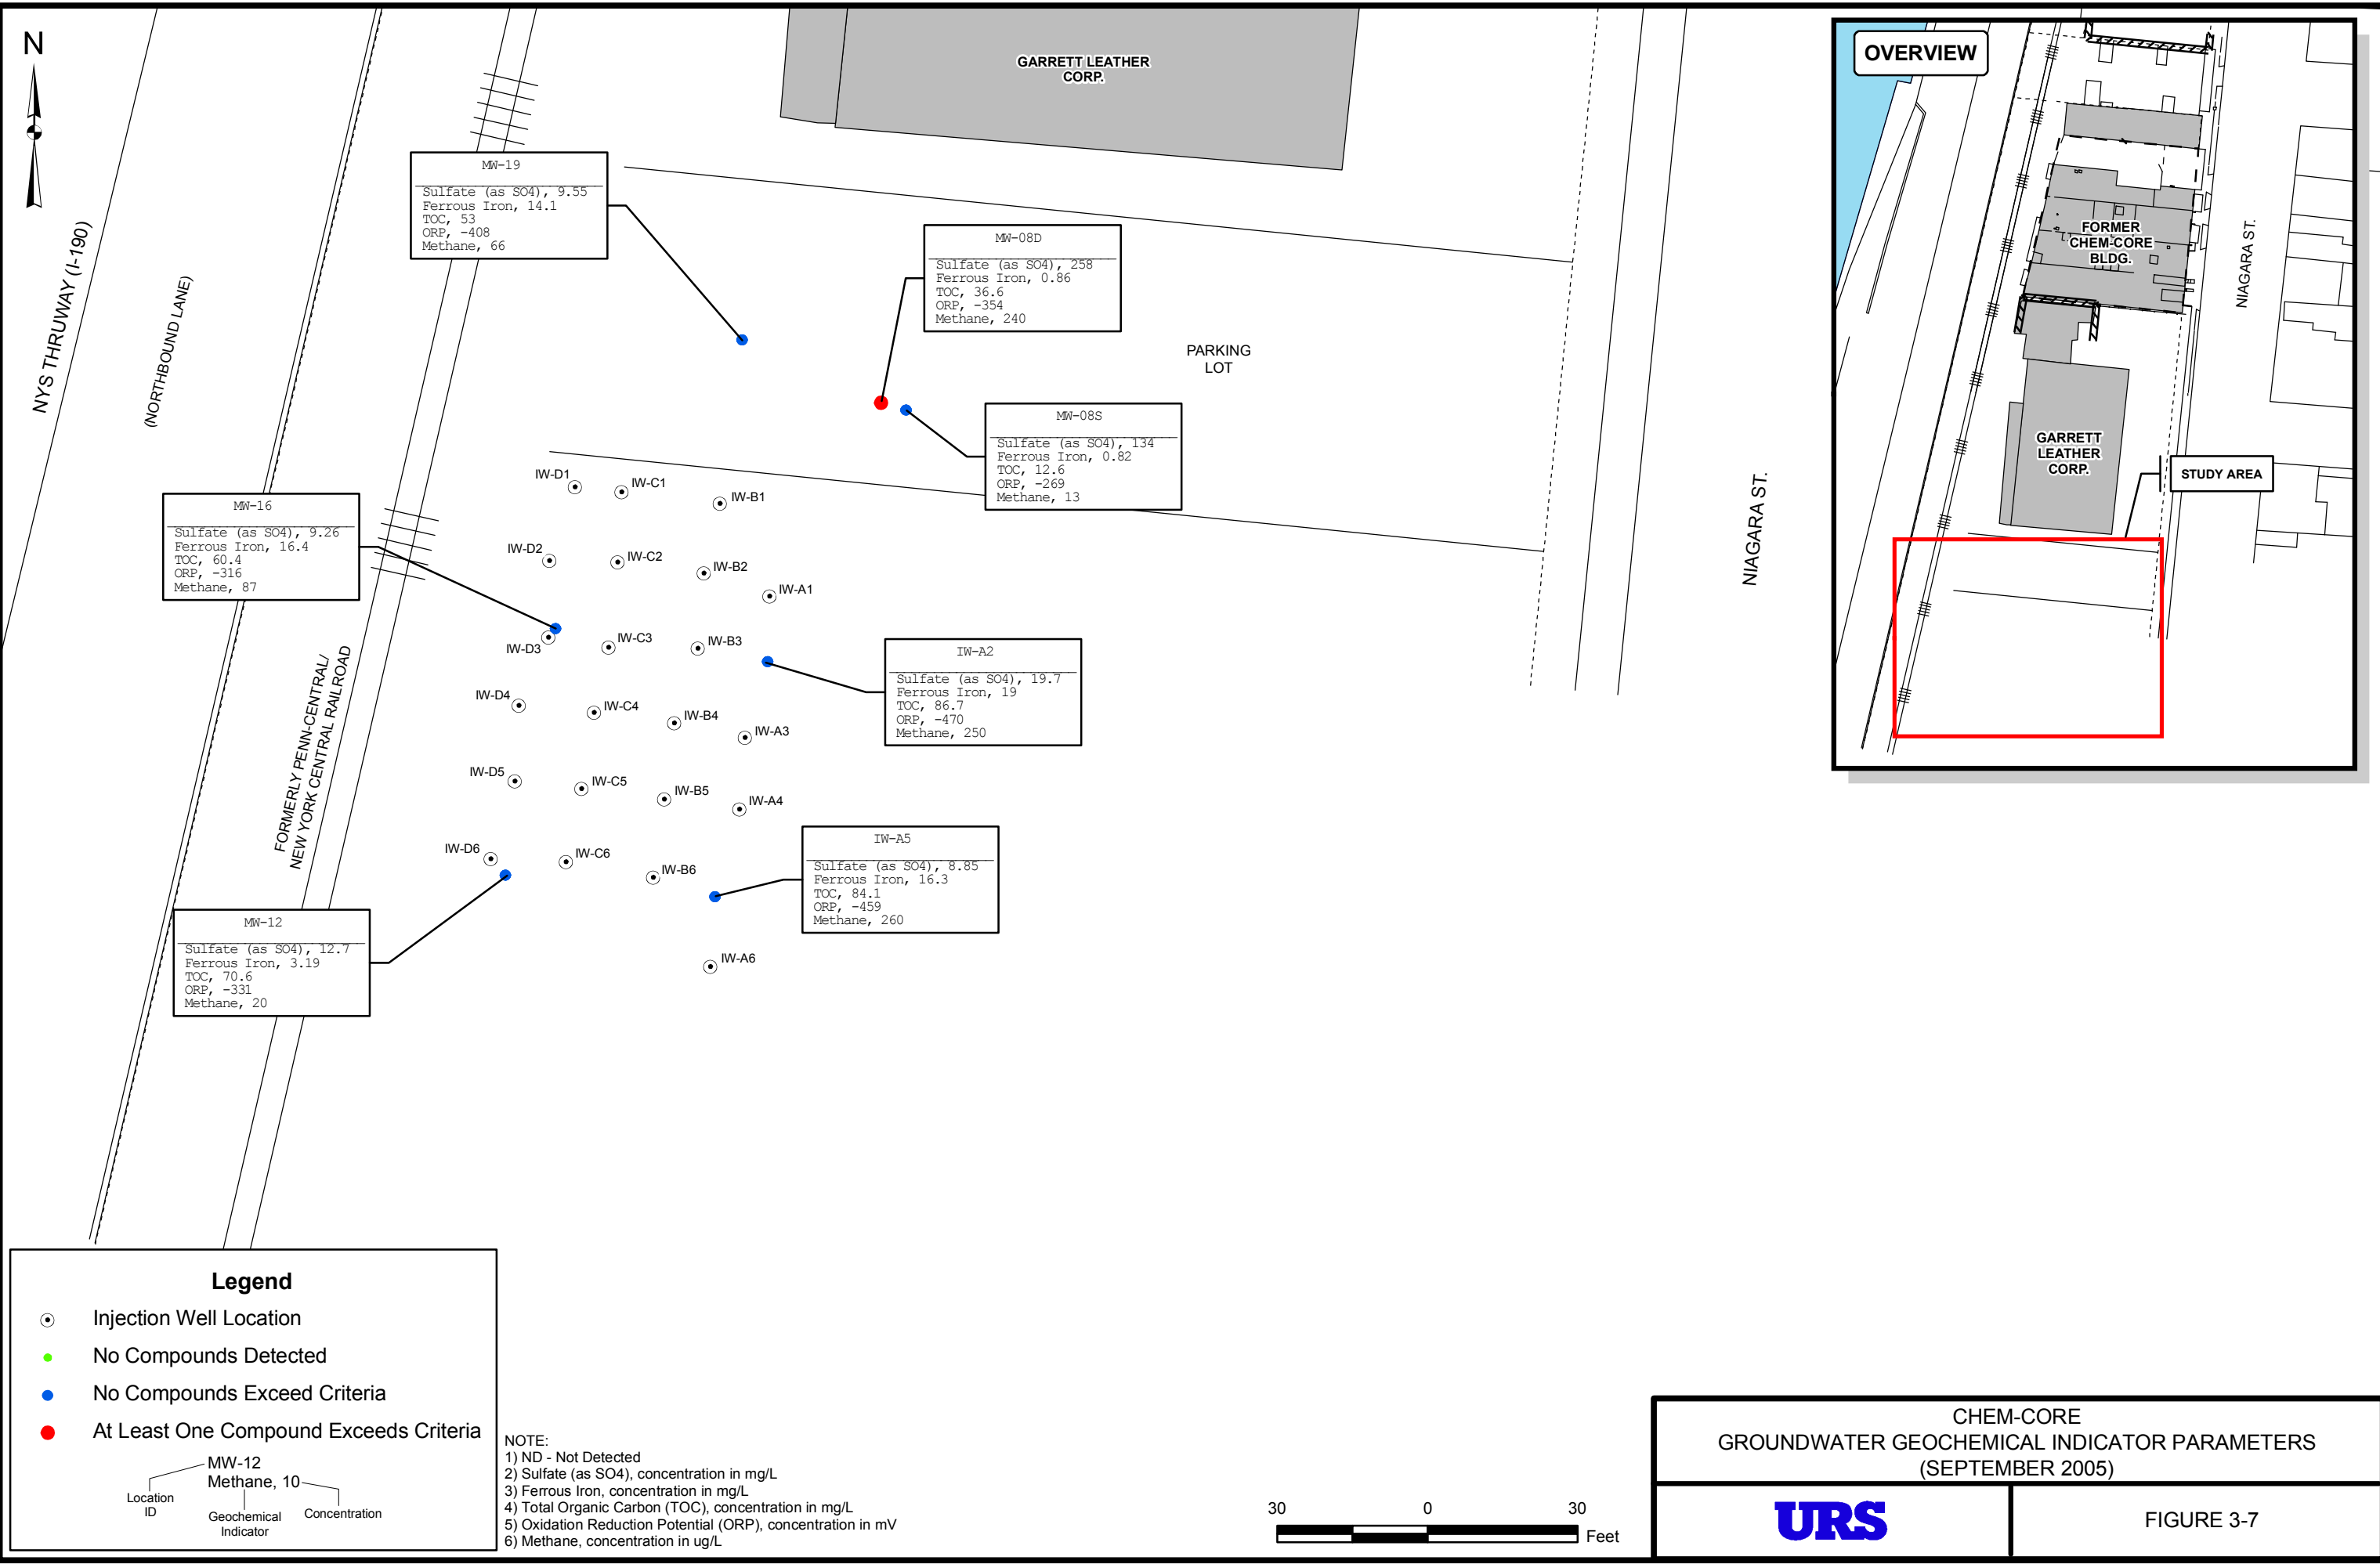 N
NYS THRUWAY (I-190)
(NORTHBOUND LANE)
FORMERLY PENN-CENTRAL/
NEW YORK CENTRAL RAILROAD
GARRETT LEATHER
CORP.
PARKING
LOT
NIAGARA ST.
MW-19
Sulfate (as SO4), 9.55
Ferrous Iron, 14.1
TOC, 53
ORP, -408
Methane, 66
MW-08D
Sulfate (as SO4), 258
Ferrous Iron, 0.86
TOC, 36.6
ORP, -354
Methane, 240
MW-08S
Sulfate (as SO4), 134
Ferrous Iron, 0.82
TOC, 12.6
ORP, -269
Methane, 13
MW-16
Sulfate (as SO4), 9.26
Ferrous Iron, 16.4
TOC, 60.4
ORP, -316
Methane, 87
IW-A2
Sulfate (as SO4), 19.7
Ferrous Iron, 19
TOC, 86.7
ORP, -470
Methane, 250
IW-A5
Sulfate (as SO4), 8.85
Ferrous Iron, 16.3
TOC, 84.1
ORP, -459
Methane, 260
MW-12
Sulfate (as SO4), 12.7
Ferrous Iron, 3.19
TOC, 70.6
ORP, -331
Methane, 20
IW-D1
IW-C1
IW-B1
IW-D2
IW-C2
IW-B2
IW-A1
IW-D3
IW-C3
IW-B3
IW-D4
IW-C4
IW-B4
IW-A3
IW-D5
IW-C5
IW-B5
IW-A4
IW-D6
IW-C6
IW-B6
IW-A6
OVERVIEW
FORMER
CHEM-CORE
BLDG.
NIAGARA ST.
GARRETT
LEATHER
CORP.
STUDY AREA
Legend
Injection Well Location
No Compounds Detected
No Compounds Exceed Criteria
At Least One Compound Exceeds Criteria
MW-12
Methane, 10
Location
ID
Geochemical
Indicator
Concentration
NOTE:
1) ND - Not Detected
2) Sulfate (as SO4), concentration in mg/L
3) Ferrous Iron, concentration in mg/L
4) Total Organic Carbon (TOC), concentration in mg/L
5) Oxidation Reduction Potential (ORP), concentration in mV
6) Methane, concentration in ug/L
30 0 30
Feet
CHEM-CORE
GROUNDWATER GEOCHEMICAL INDICATOR PARAMETERS
(SEPTEMBER 2005)
URS
FIGURE 3-7